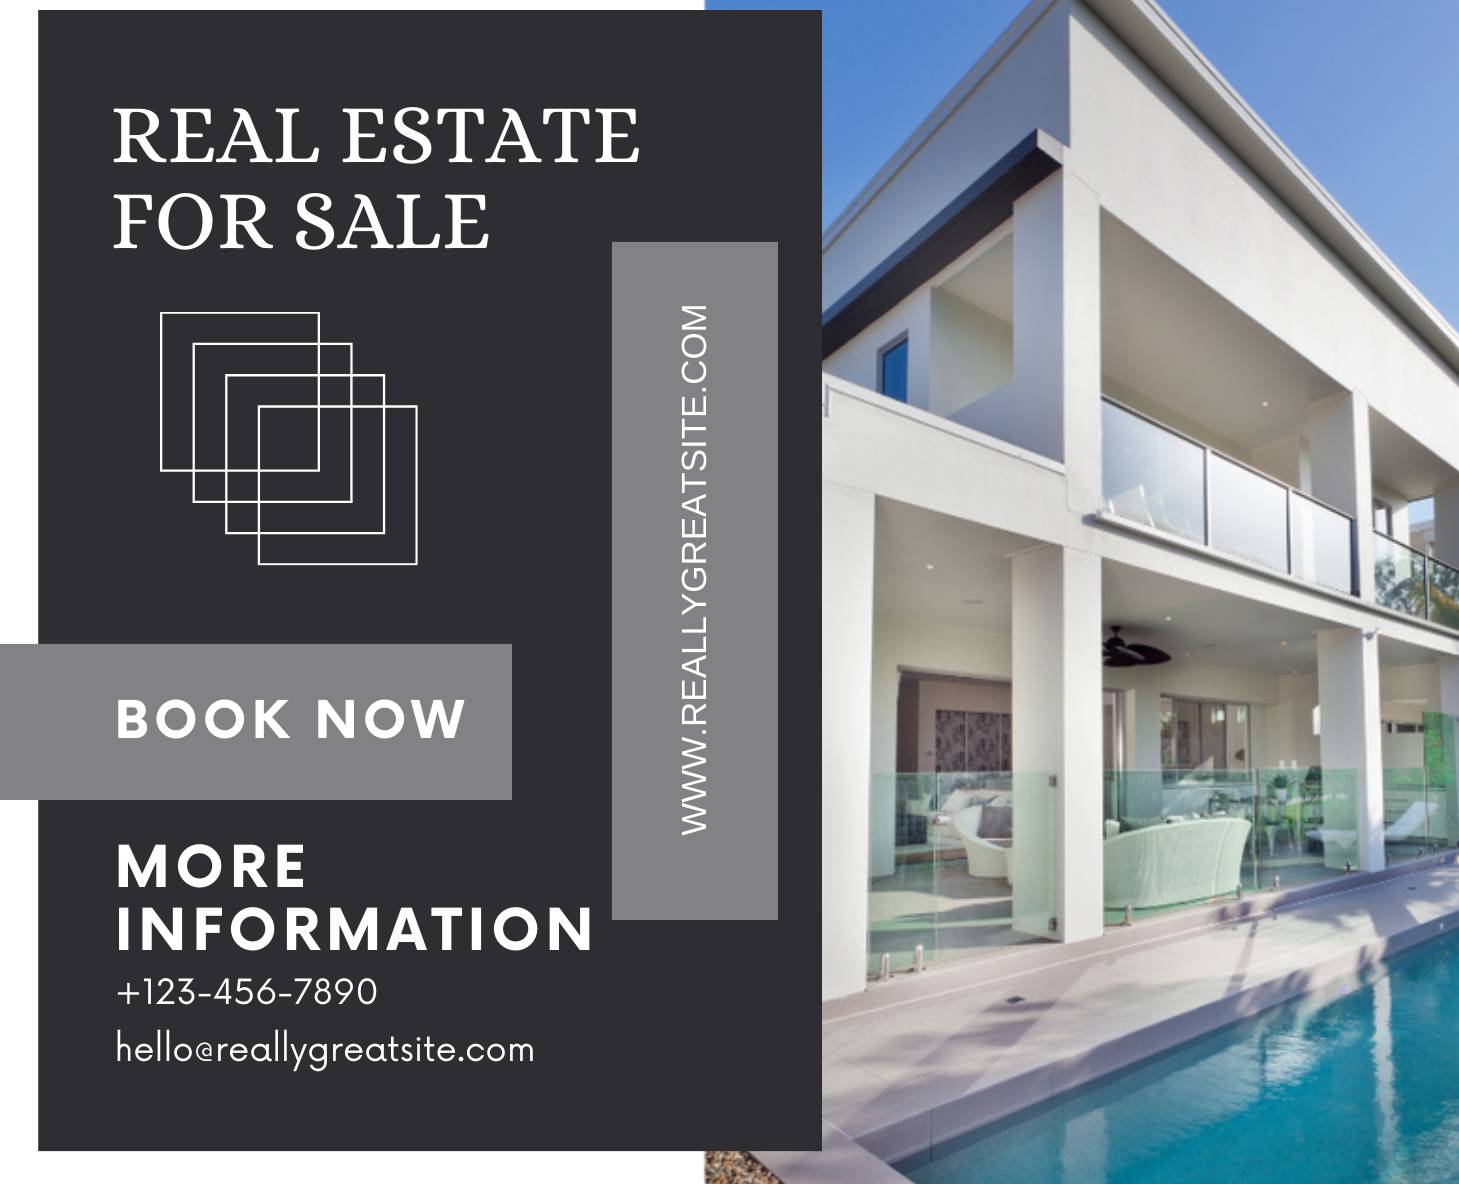 REAL ESTATE
FOR SALE
WWW.REALLYGREATSITE.COM
BOOK NOW
MORE
INFORMATION
+123-456-7890
hello@reallygreatsite.com